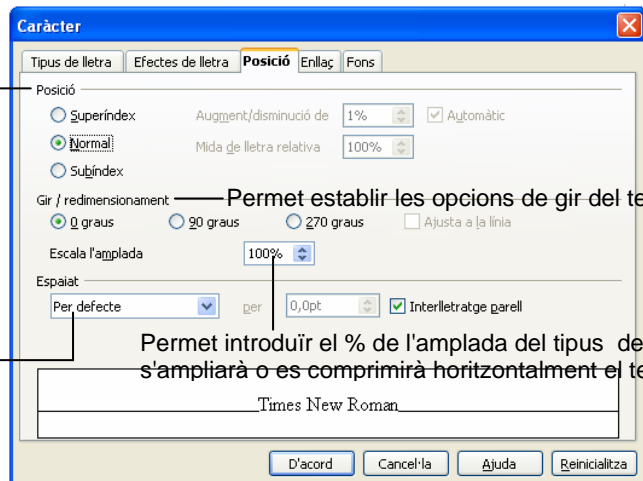 Caràcter
Tipus de lletra Efectes de lletra Posició Enllaç Fons
Posició
Superíndex Augment/disminució de 1% Automàtic
Normal Mida de lletra relativa 100%
Subíndex
Gir / redimensionament Permet establir les opcions de gir del te
0 graus 90 graus 270 graus Ajusta a la línia
Escala l'amplada 100%
Espaiat
Per defecte per 0,0pt Interlletratge parell
Permet introduïr el % de l'amplada del tipus de
s'ampliarà o es comprimirà horitzontalment el te
Times New Roman
D'acord Cancel·la Ajuda Reinicialitza